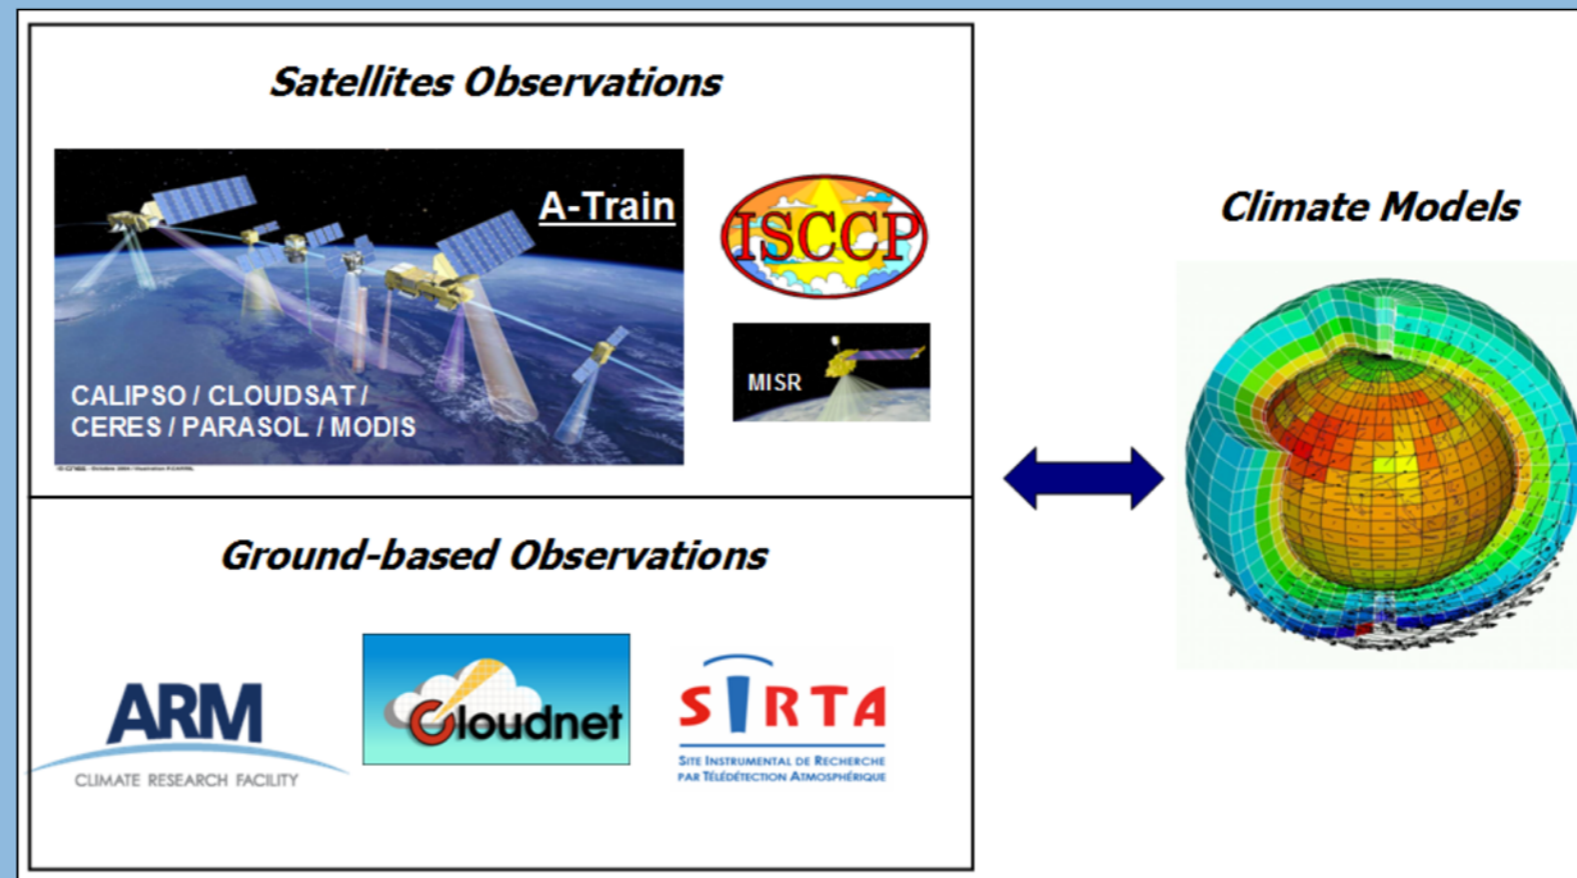 Satellites Observations
A-Train
CALIPSO / CLOUDSAT /
CERES / PARASOL / MODIS
ISCCP
MISR
Climate Models
Ground-based Observations
ARM
CLIMATE RESEARCH FACILITY
Cloudnet
SIRTA
SITE INSTRUMENTAL DE RECHERCHE
PAR TÉLÉDÉTECTION ATMOSPHÉRIQUE